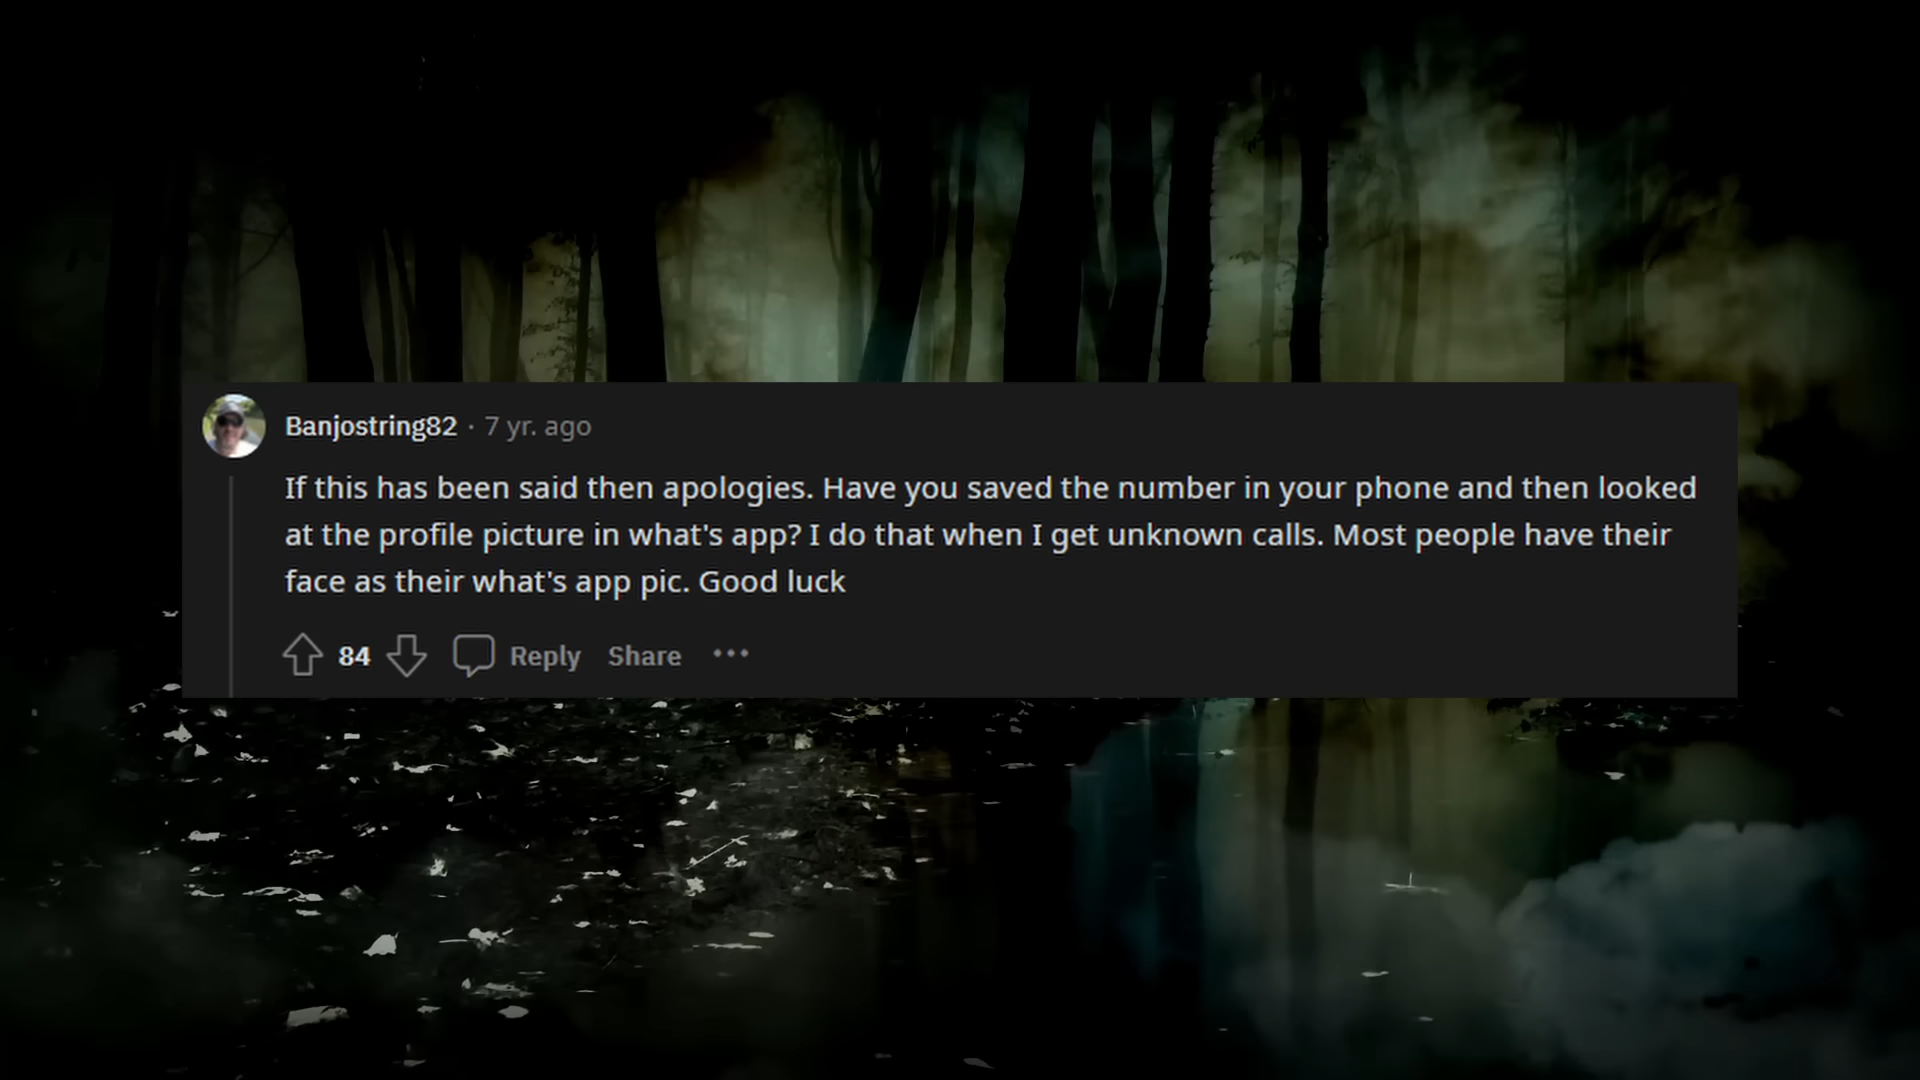 Banjostring82 · 7 yr. ago
If this has been said then apologies. Have you saved the number in your phone and then looked
at the profile picture in what's app? I do that when I get unknown calls. Most people have their
face as their what's app pic. Good luck
84 Reply Share ···